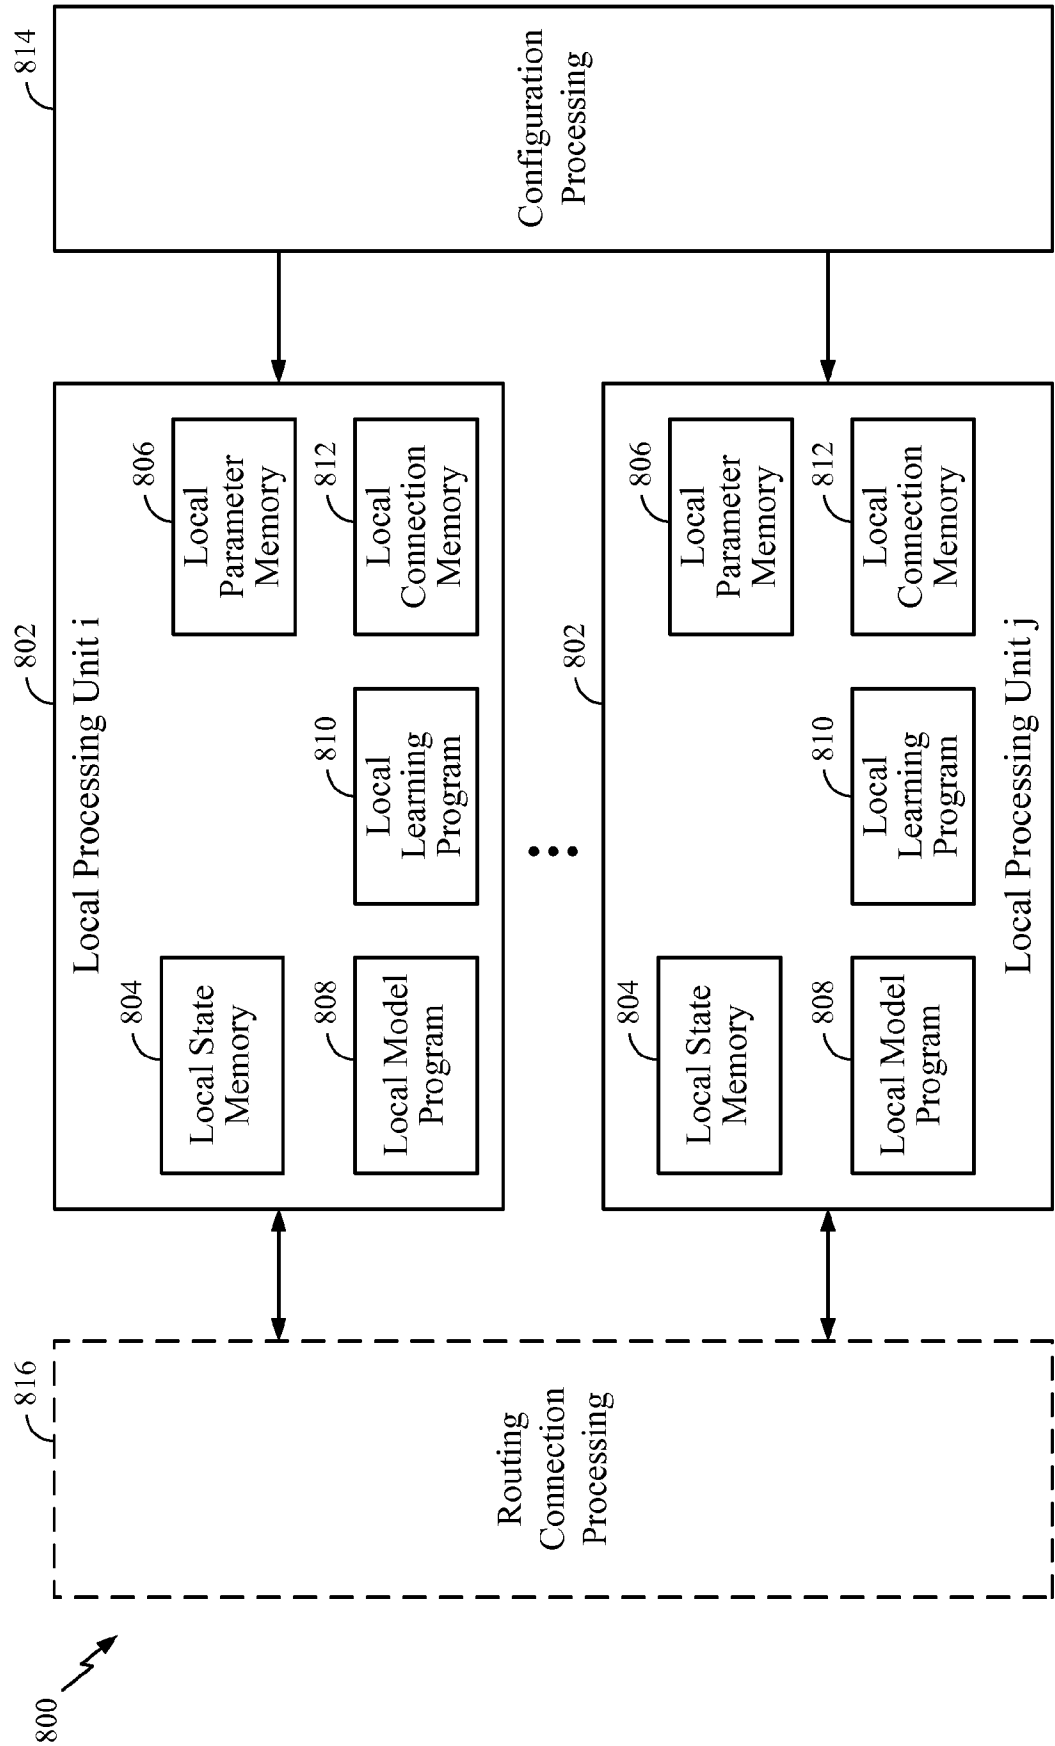 800
816
Routing
Connection
Processing
802
Local Processing Unit i
804
Local State
Memory
806
Local
Parameter
Memory
808
Local Model
Program
810
Local
Learning
Program
812
Local
Connection
Memory
802
804
Local State
Memory
806
Local
Parameter
Memory
808
Local Model
Program
810
Local
Learning
Program
812
Local
Connection
Memory
Local Processing Unit j
814
Configuration
Processing